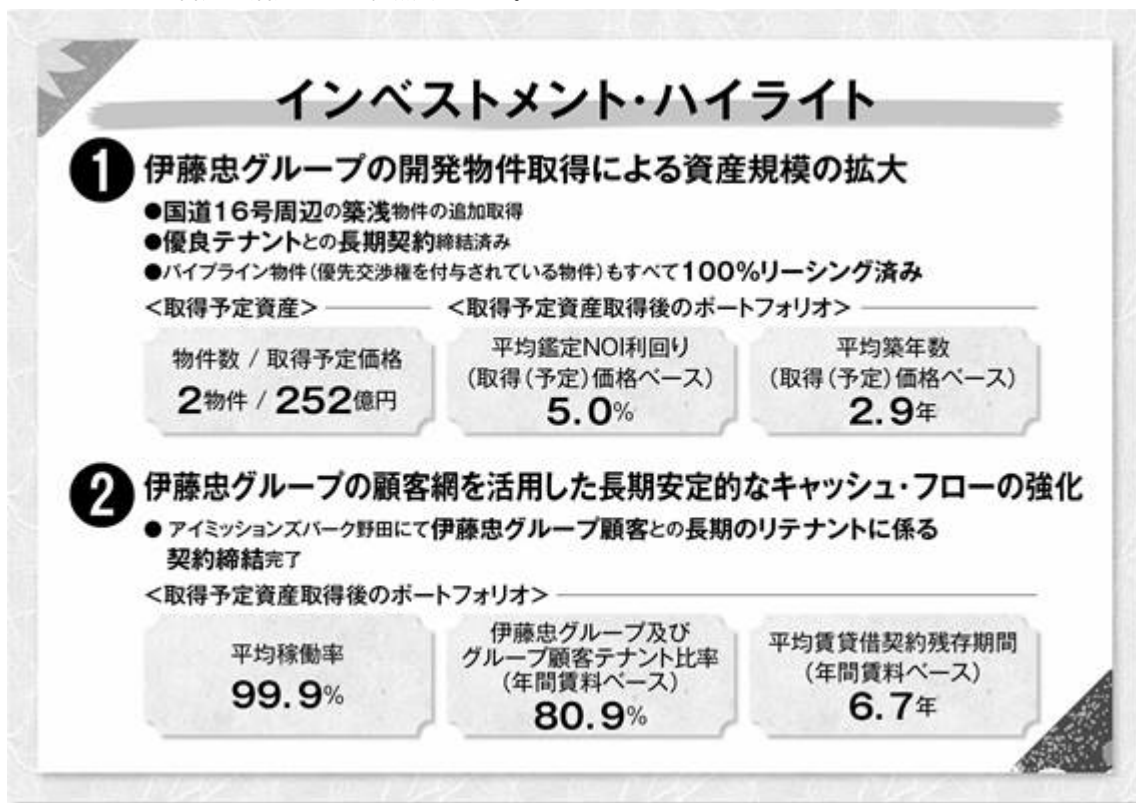 インベストメント・ハイライト
1 伊藤忠グループの開発物件取得による資産規模の拡大
●国道16号周辺の築浅物件の追加取得
●優良テナントとの長期契約締結済み
●パイプライン物件(優先交渉権を付与されている物件)もすべて100%リーシング済み
<取得予定資産>
<取得予定資産取得後のポートフォリオ>
物件数 / 取得予定価格
2物件 / 252億円
平均鑑定NOI利回り
(取得(予定)価格ベース)
5.0%
平均築年数
(取得(予定)価格ベース)
2.9年
2 伊藤忠グループの顧客網を活用した長期安定的なキャッシュ・フローの強化
● アイミッションズパーク野田にて伊藤忠グループ顧客との長期のリテナントに係る
契約締結完了
<取得予定資産取得後のポートフォリオ>
平均稼働率
99.9%
伊藤忠グループ及び
グループ顧客テナント比率
(年間賃料ベース)
80.9%
平均賃貸借契約残存期間
(年間賃料ベース)
6.7年